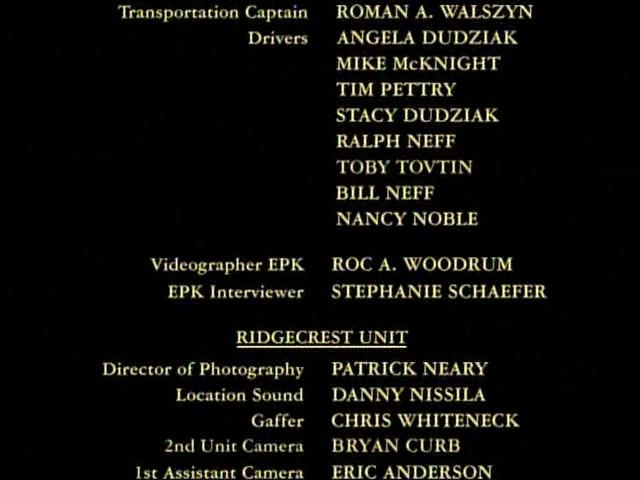 Transportation Captain ROMAN A. WALSZYN
Drivers ANGELA DUDZIAK
MIKE McKNIGHT
TIM PETTRY
STACY DUDZIAK
RALPH NEFF
TOBY TOVTIN
BILL NEFF
NANCY NOBLE
Videographer EPK ROC A. WOODRUM
EPK Interviewer STEPHANIE SCHAEFER
RIDGECREST UNIT
Director of Photography PATRICK NEARY
Location Sound DANNY NISSILA
Gaffer CHRIS WHITENECK
2nd Unit Camera BRYAN CURB
1st Assistant Camera ERIC ANDERSON